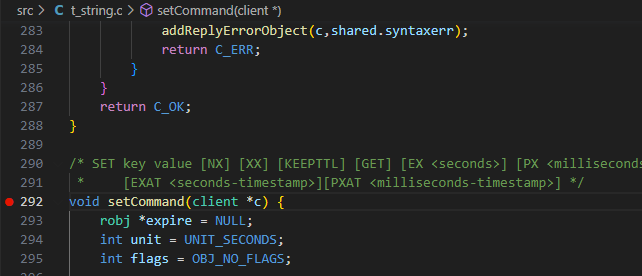 src > C t_string.c > setCommand(client *)
283 addReplyErrorObject(c,shared.syntaxerr);
284 return C_ERR;
285 }
286 }
287 return C_OK;
288 }
289
290 /* SET key value [NX] [XX] [KEEPTTL] [GET] [EX <seconds>] [PX <milliseconds
291 * [EXAT <seconds-timestamp>][PXAT <milliseconds-timestamp>] */
292 void setCommand(client *c) {
293 robj *expire = NULL;
294 int unit = UNIT_SECONDS;
295 int flags = OBJ_NO_FLAGS;